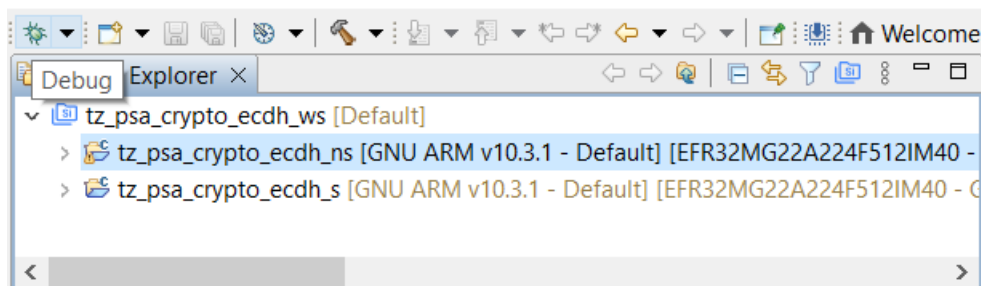 Welcome
Debug
Explorer
tz_psa_crypto_ecdh_ws [Default]
tz_psa_crypto_ecdh_ns [GNU ARM v10.3.1 - Default] [EFR32MG22A224F512IM40 -
tz_psa_crypto_ecdh_s [GNU ARM v10.3.1 - Default] [EFR32MG22A224F512IM40 -